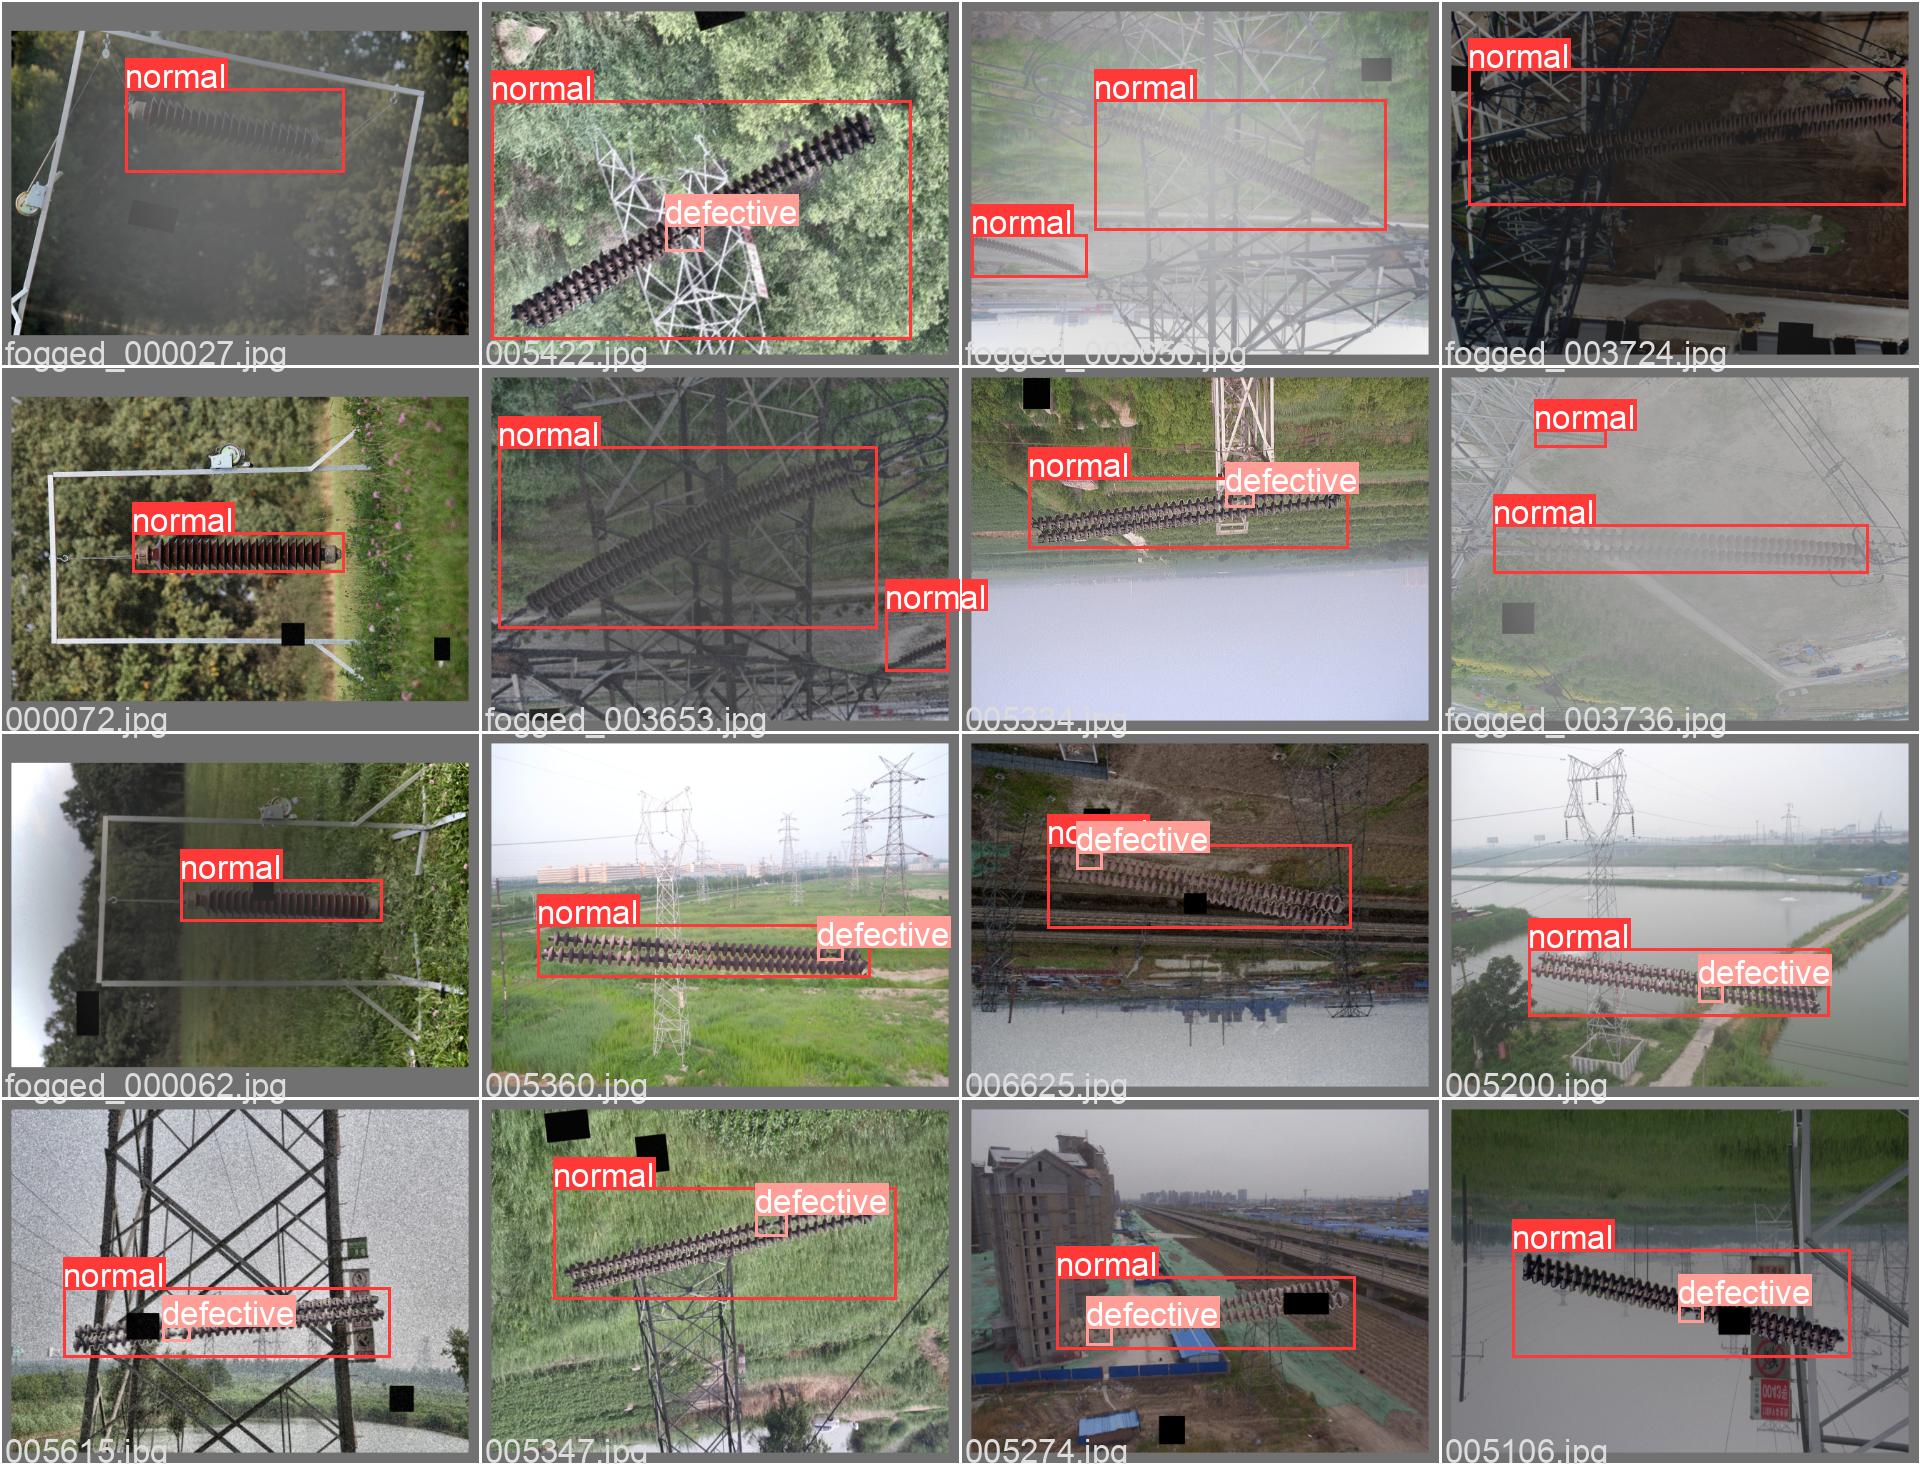 normal
fogged_000027.jpg
normal
defective
005422.jpg
normal
normal
fogged_003636.jpg
normal
fogged_003724.jpg
normal
000072.jpg
normal
normal
fogged_003653.jpg
normal
defective
005334.jpg
normal
normal
fogged_003736.jpg
normal
fogged_000062.jpg
normal
defective
005360.jpg
defective
006625.jpg
normal
defective
005200.jpg
normal
defective
005615.jpg
normal
defective
005347.jpg
normal
defective
005274.jpg
normal
defective
005106.jpg